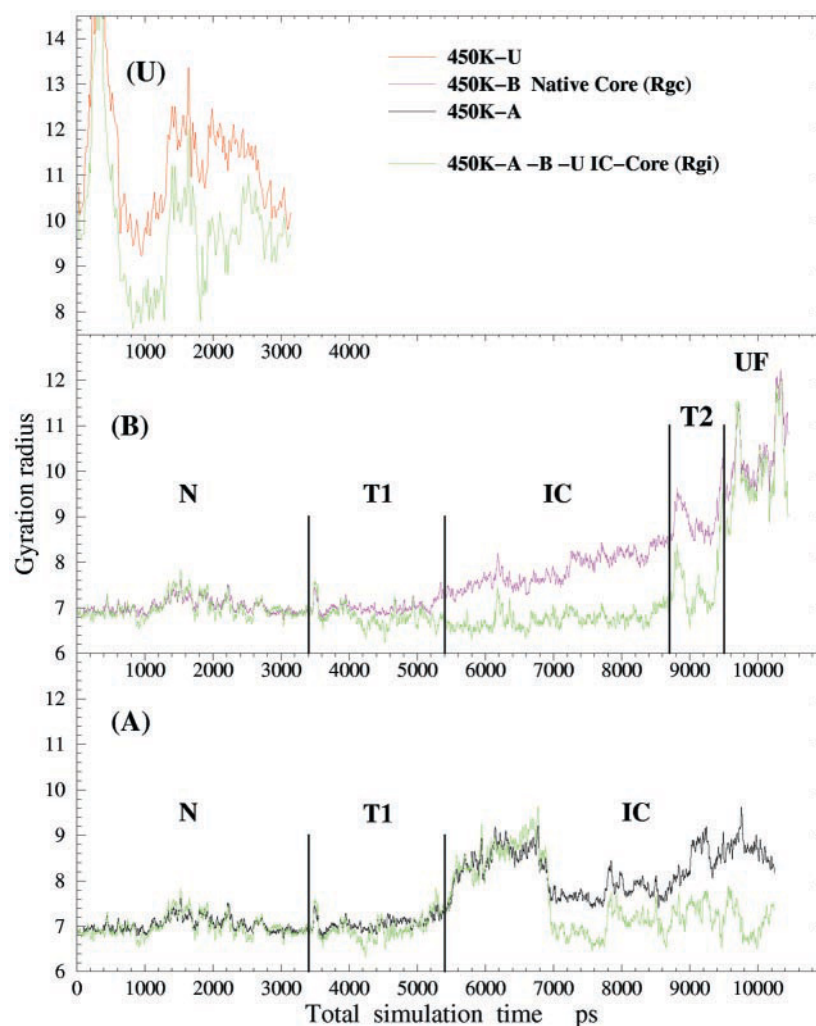 14
(U)
450K-U
13
450K-B Native Core (Rgc)
12
450K-A
11
450K-A -B -U IC-Core (Rgi)
10
9
8
1000 2000 3000 4000
UF
12
T2
11
(B)
10
N T1 IC
9
8
7
6
1000 2000 3000 4000 5000 6000 7000 8000 9000 10000
Gyration radius
12
(A)
11
10
N T1 IC
9
8
7
6
0 1000 2000 3000 4000 5000 6000 7000 8000 9000 10000
Total simulation time ps